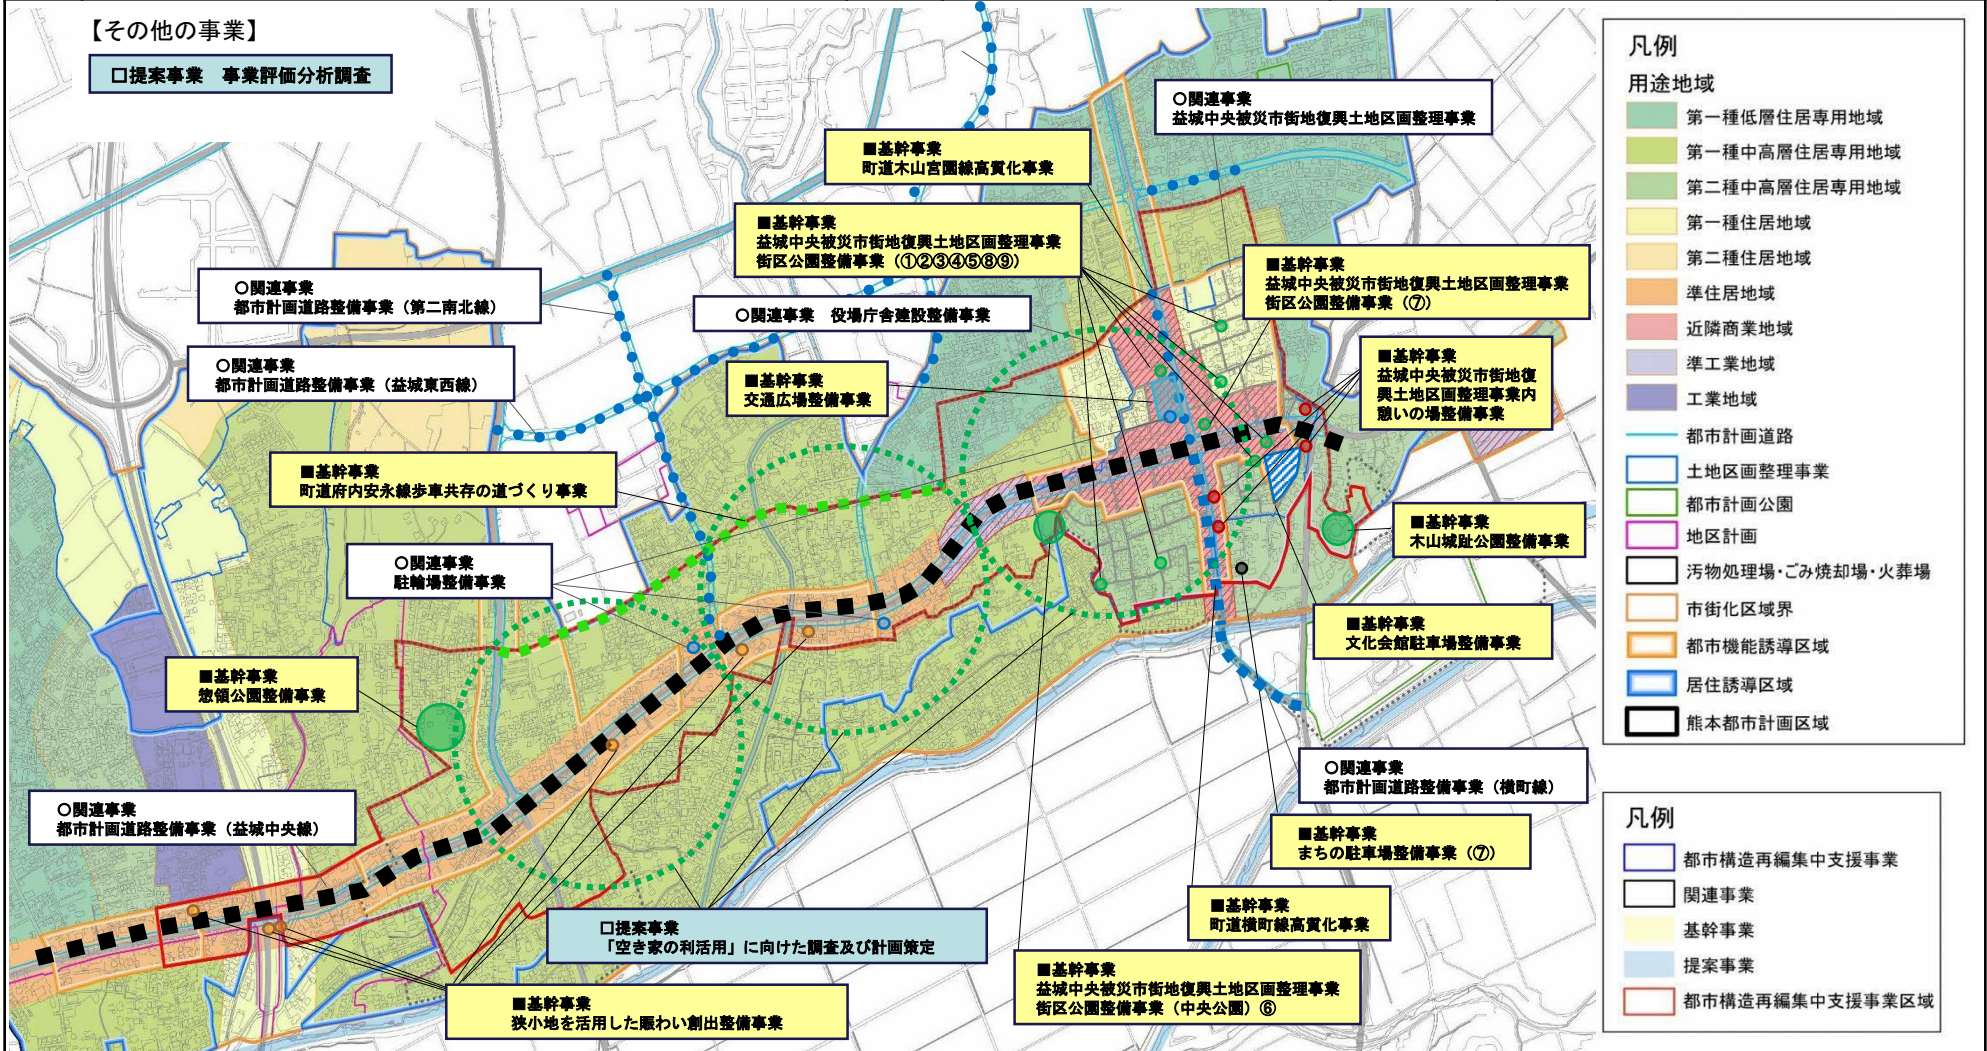 【その他の事業】
□提案事業　事業評価分析調査
○関連事業
益城中央被災市街地復興土地区画整理事業
■基幹事業
町道木山宮園線高質化事業
■基幹事業
益城中央被災市街地復興土地区画整理事業
街区公園整備事業（①②③④⑤⑧⑨）
■基幹事業
益城中央被災市街地復興土地区画整理事業
街区公園整備事業（⑦）
○関連事業
都市計画道路整備事業（第二南北線）
○関連事業　役場庁舎建設整備事業
○関連事業
都市計画道路整備事業（益城東西線）
■基幹事業
交通広場整備事業
■基幹事業
益城中央被災市街地復
興土地区画整理事業内
憩いの場整備事業
■基幹事業
町道府内安永線歩車共存の道づくり事業
■基幹事業
木山城趾公園整備事業
○関連事業
駐輪場整備事業
■基幹事業
文化会館駐車場整備事業
■基幹事業
惣領公園整備事業
○関連事業
都市計画道路整備事業（横町線）
○関連事業
都市計画道路整備事業（益城中央線）
■基幹事業
まちの駐車場整備事業（⑦）
■基幹事業
町道横町線高質化事業
□提案事業
「空き家の利活用」に向けた調査及び計画策定
■基幹事業
益城中央被災市街地復興土地区画整理事業
街区公園整備事業（中央公園）⑥
■基幹事業
狭小地を活用した賑わい創出整備事業
凡例
用途地域
第一種低層住居専用地域
第一種中高層住居専用地域
第二種中高層住居専用地域
第一種住居地域
第二種住居地域
準住居地域
近隣商業地域
準工業地域
工業地域
都市計画道路
土地区画整理事業
都市計画公園
地区計画
汚物処理場・ごみ焼却場・火葬場
市街化区域界
都市機能誘導区域
居住誘導区域
熊本都市計画区域
凡例
都市構造再編集中支援事業
関連事業
基幹事業
提案事業
都市構造再編集中支援事業区域